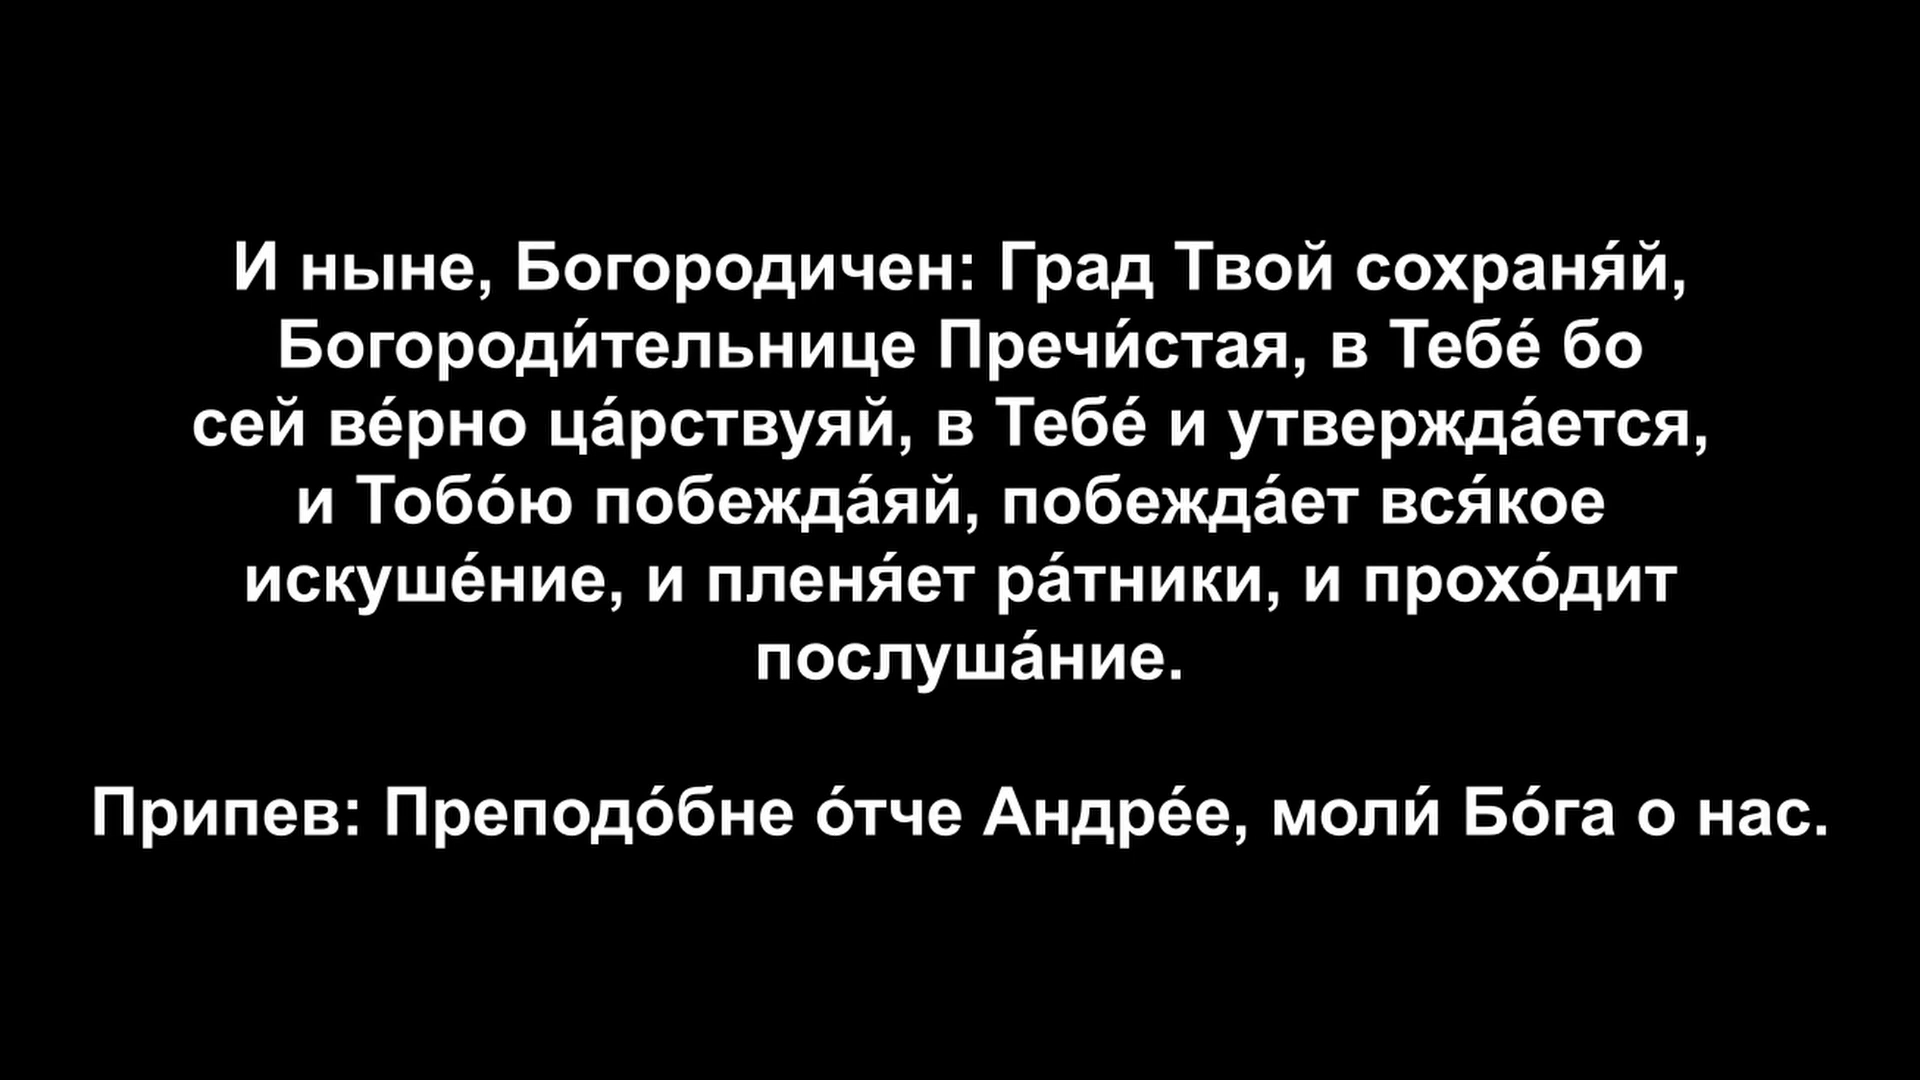 И ныне, Богородичен: Град Твой сохраня́й,
Богороди́тельнице Пречи́стая, в Тебе́ бо
сей ве́рно ца́рствуяй, в Тебе́ и утвержда́ется,
и Тобо́ю побежда́яй, побежда́ет вся́кое
искуше́ние, и пленя́ет ра́тники, и прохо́дит
послуша́ние.
Припев: Преподо́бне о́тче Андре́е, моли́ Бо́га о нас.